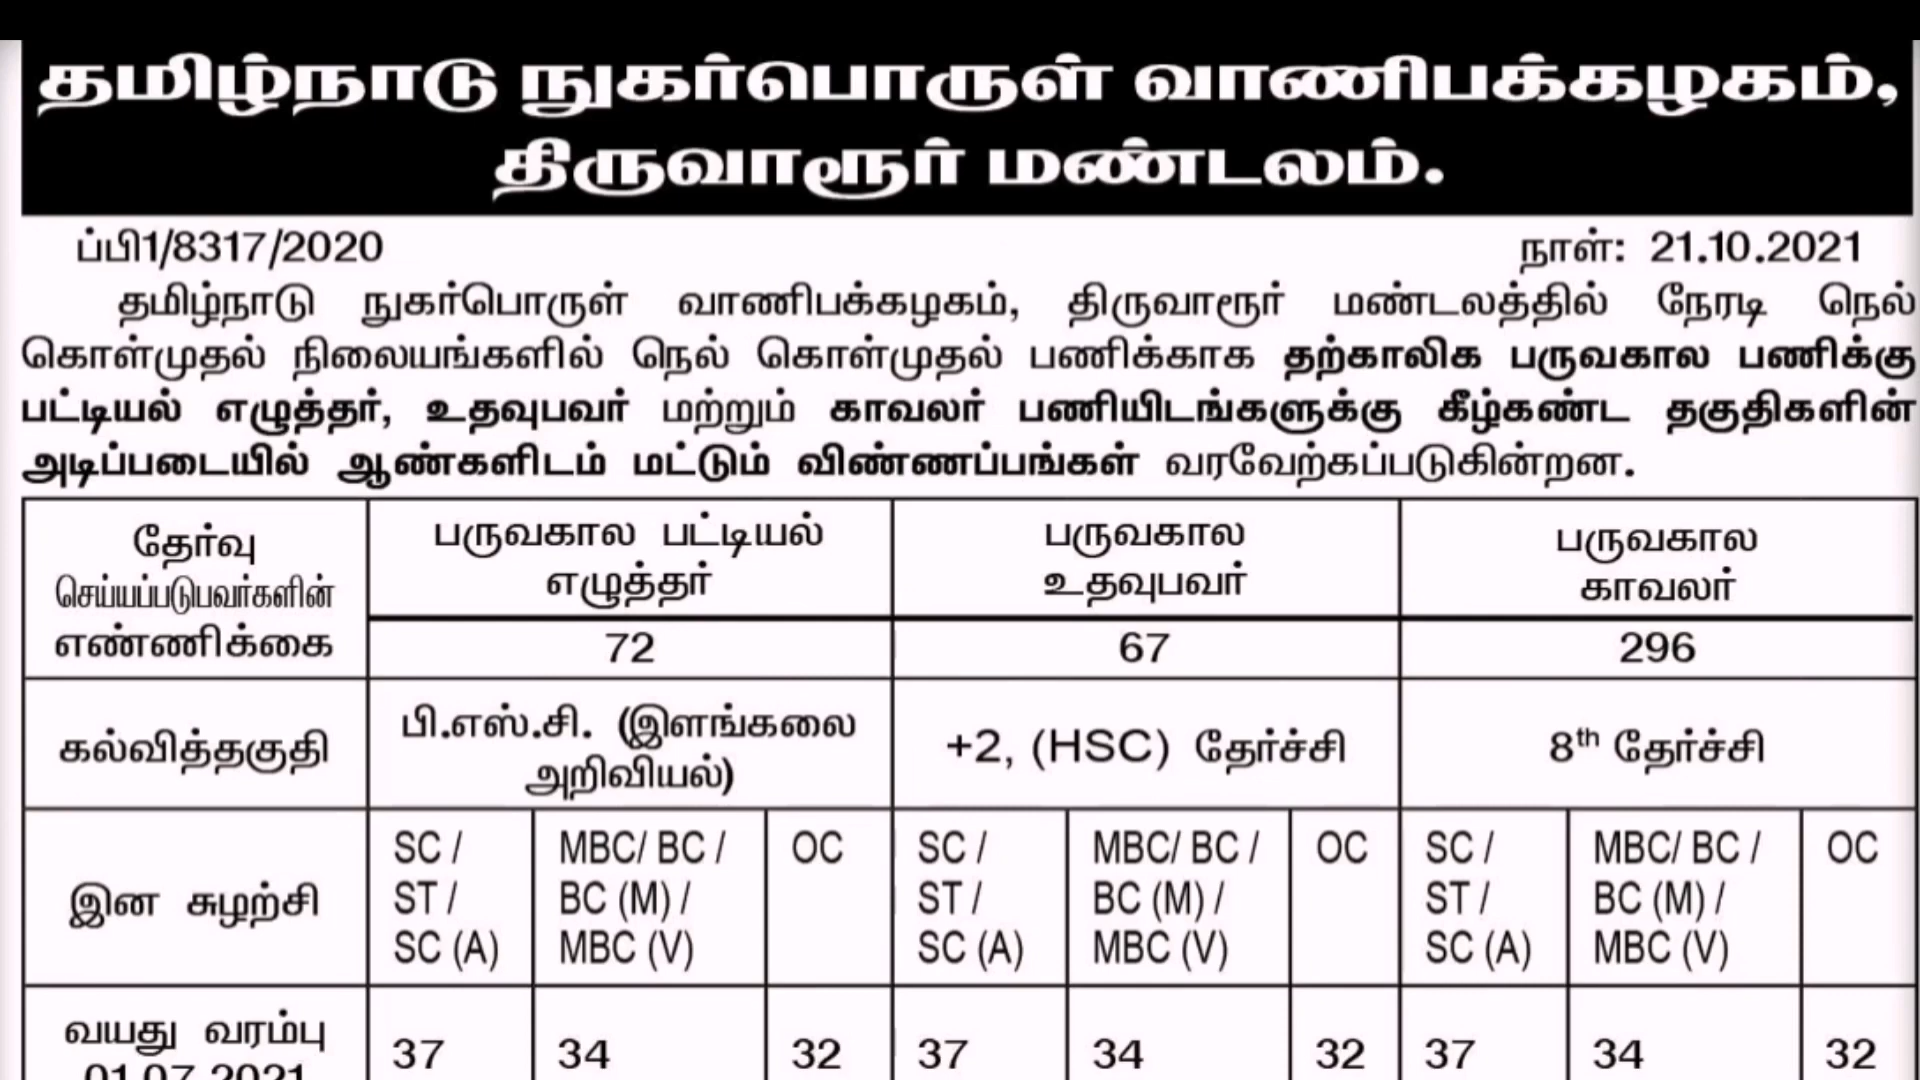 தமிழ்நாடு நுகர்பொருள் வாணிபக்கழகம்,
திருவாரூர் மண்டலம்.
ப்பி1/8317/2020 நாள்: 21.10.2021
தமிழ்நாடு நுகர்பொருள் வாணிபக்கழகம், திருவாரூர் மண்டலத்தில் நேரடி நெல்
கொள்முதல் நிலையங்களில் நெல் கொள்முதல் பணிக்காக தற்காலிக பருவகால பணிக்கு
பட்டியல் எழுத்தர், உதவுபவர் மற்றும் காவலர் பணியிடங்களுக்கு கீழ்கண்ட தகுதிகளின்
அடிப்படையில் ஆண்களிடம் மட்டும் விண்ணப்பங்கள் வரவேற்கப்படுகின்றன.
தேர்வு
செய்யப்படுபவர்களின்
எண்ணிக்கை
பருவகால பட்டியல்
எழுத்தர்
பருவகால
உதவுபவர்
பருவகால
காவலர்
72 67 296
கல்வித்தகுதி
பி.எஸ்.சி. (இளங்கலை
அறிவியல்)
+2, (HSC) தேர்ச்சி
8th தேர்ச்சி
இன சுழற்சி
SC /
ST /
SC (A)
MBC/ BC /
BC (M) /
MBC (V)
OC
SC /
ST /
SC (A)
MBC/ BC /
BC (M) /
MBC (V)
OC
SC /
ST /
SC (A)
MBC/ BC /
BC (M) /
MBC (V)
OC
வயது வரம்பு
01.07.2021
37 34 32 37 34 32 37 34 32